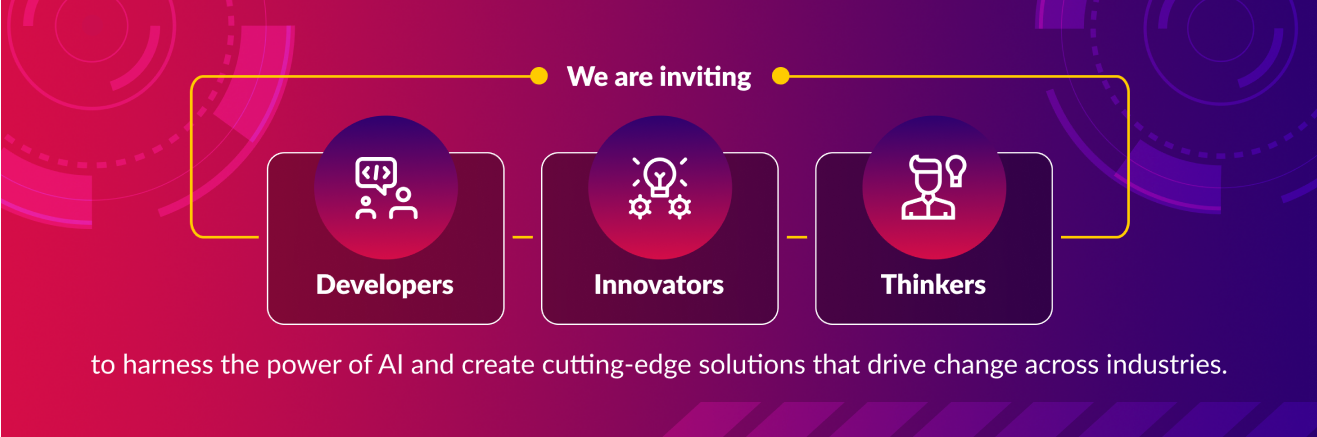 We are inviting
Developers
Innovators
Thinkers
to harness the power of AI and create cutting-edge solutions that drive change across industries.